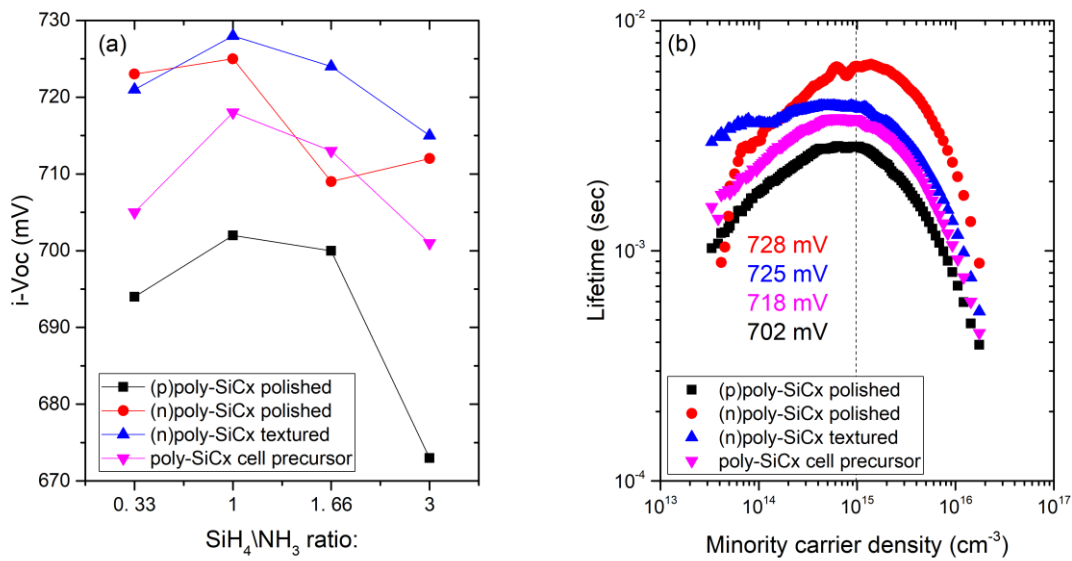 (a)
730
720
710
700
690
680
670
i-Voc (mV)
(p)poly-SiCx polished
(n)poly-SiCx polished
(n)poly-SiCx textured
poly-SiCx cell precursor
0. 33
1
1.66
3
SiH₄\NH₃ ratio:
(b)
10⁻²
10⁻³
10⁻⁴
Lifetime (sec)
728 mV
725 mV
718 mV
702 mV
(p)poly-SiCx polished
(n)poly-SiCx polished
(n)poly-SiCx textured
poly-SiCx cell precursor
10¹³
10¹⁴
10¹⁵
10¹⁶
10¹⁷
Minority carrier density (cm⁻³)